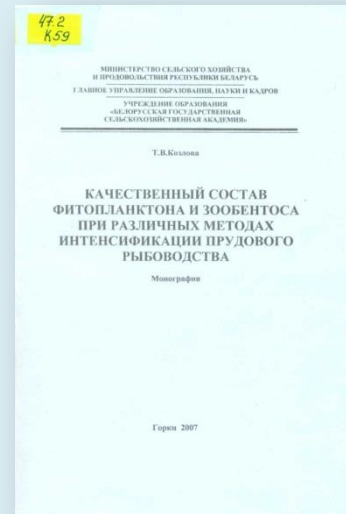 47.2
К59
МИНИСТЕРСТВО СЕЛЬСКОГО ХОЗЯЙСТВА
И ПРОДОВОЛЬСТВИЯ РЕСПУБЛИКИ БЕЛАРУСЬ
ГЛАВНОЕ УПРАВЛЕНИЕ ОБРАЗОВАНИЯ, НАУКИ И КАДРОВ
УЧРЕЖДЕНИЕ ОБРАЗОВАНИЯ
«БЕЛОРУССКАЯ ГОСУДАРСТВЕННАЯ
СЕЛЬСКОХОЗЯЙСТВЕННАЯ АКАДЕМИЯ»
Т.В.Козлова
КАЧЕСТВЕННЫЙ СОСТАВ
ФИТОПЛАНКТОНА И ЗООБЕНТОСА
ПРИ РАЗЛИЧНЫХ МЕТОДАХ
ИНТЕНСИФИКАЦИИ ПРУДОВОГО
РЫБОВОДСТВА
Монография
Горки 2007